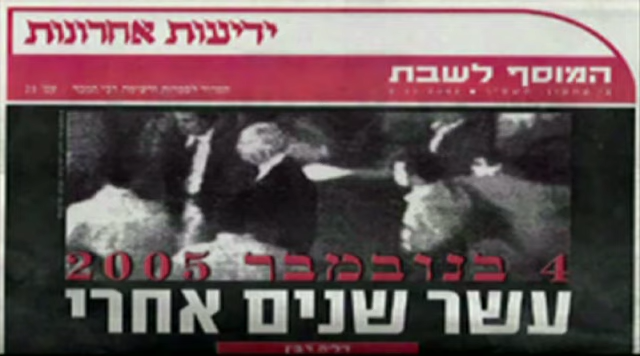 ידיעות אחרונות
המוסף לשבת
4 בנובמבר 2005
עשר שנים אחרי